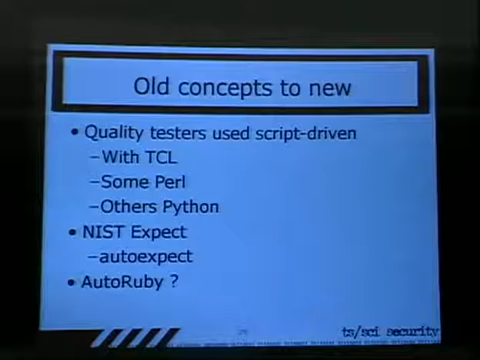 Old concepts to new
• Quality testers used script-driven
–With TCL
–Some Perl
–Others Python
• NIST Expect
–autoexpect
• AutoRuby ?
ts/sci security